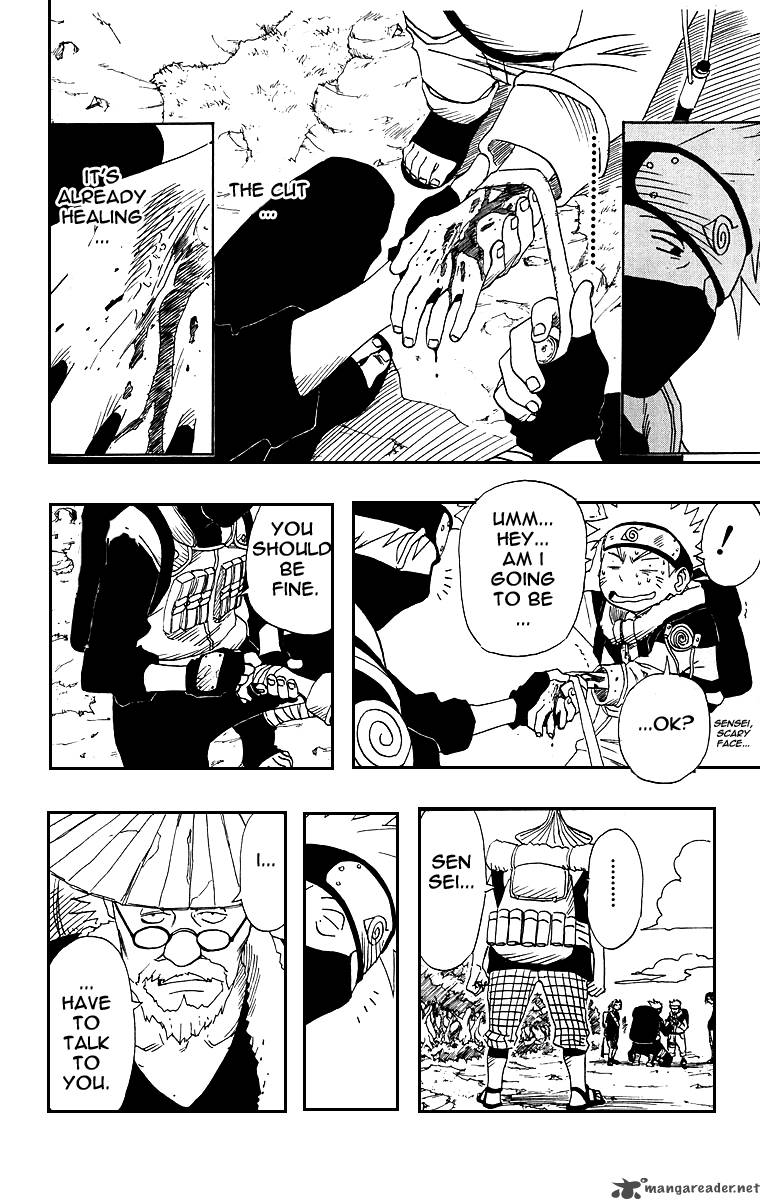 THE CUT
...
IT'S
ALREADY
HEALING
...
!
UMM...
HEY...
AM I
GOING
TO BE
...
...OK?
SENSEI,
SCARY
FACE...
YOU
SHOULD
BE
FINE.
SEN
SEI...
I...
...
HAVE
TO
TALK
TO
YOU.
mangareader.net